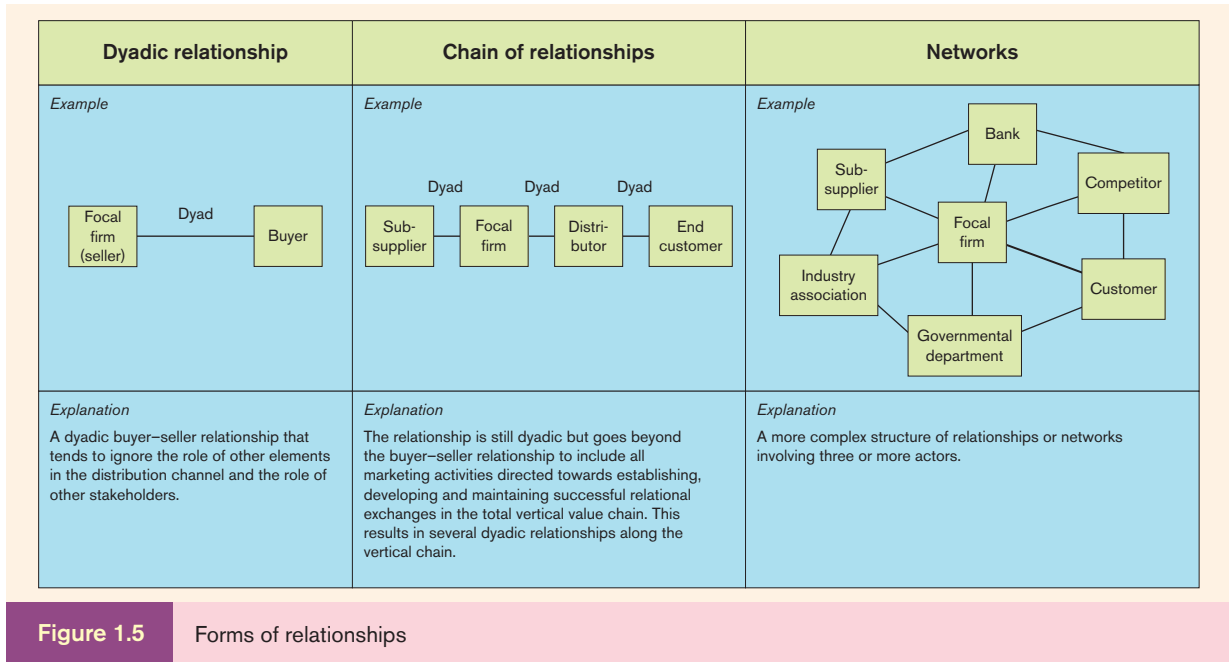 Dyadic relationship
Chain of relationships
Networks
Example
Focal
firm
(seller)
Dyad
Buyer
Example
Dyad
Dyad
Dyad
Sub-
supplier
Focal
firm
Distri-
butor
End
customer
Example
Bank
Sub-
supplier
Competitor
Focal
firm
Industry
association
Customer
Governmental
department
Explanation
A dyadic buyer–seller relationship that
tends to ignore the role of other elements
in the distribution channel and the role of
other stakeholders.
Explanation
The relationship is still dyadic but goes beyond
the buyer–seller relationship to include all
marketing activities directed towards establishing,
developing and maintaining successful relational
exchanges in the total vertical value chain. This
results in several dyadic relationships along the
vertical chain.
Explanation
A more complex structure of relationships or networks
involving three or more actors.
Figure 1.5
Forms of relationships